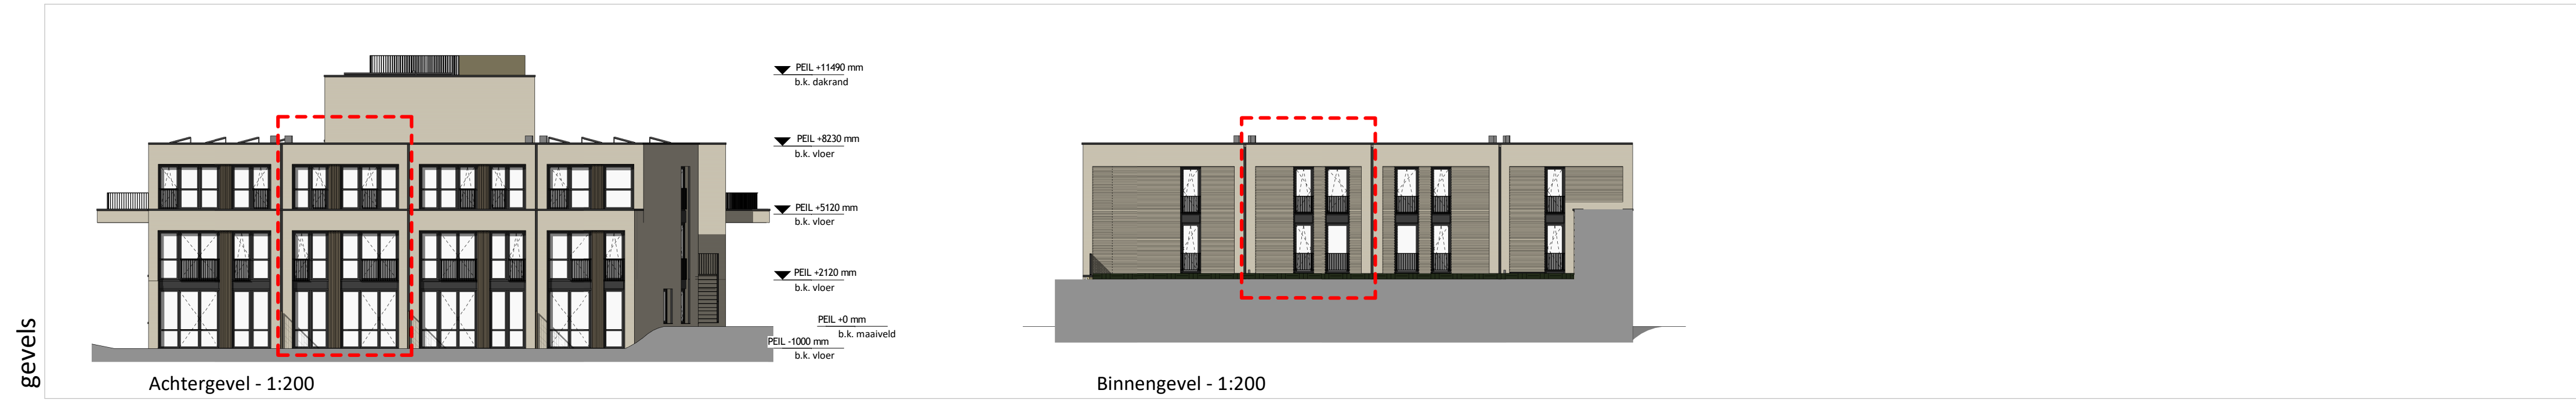 gevels
PEIL +11490 mm
b.k. dakrand
PEIL +8230 mm
b.k. vloer
PEIL +5120 mm
b.k. vloer
PEIL +2120 mm
b.k. vloer
PEIL +0 mm
b.k. maaiveld
PEIL -1000 mm
b.k. vloer
Achtergevel - 1:200
Binnengevel - 1:200